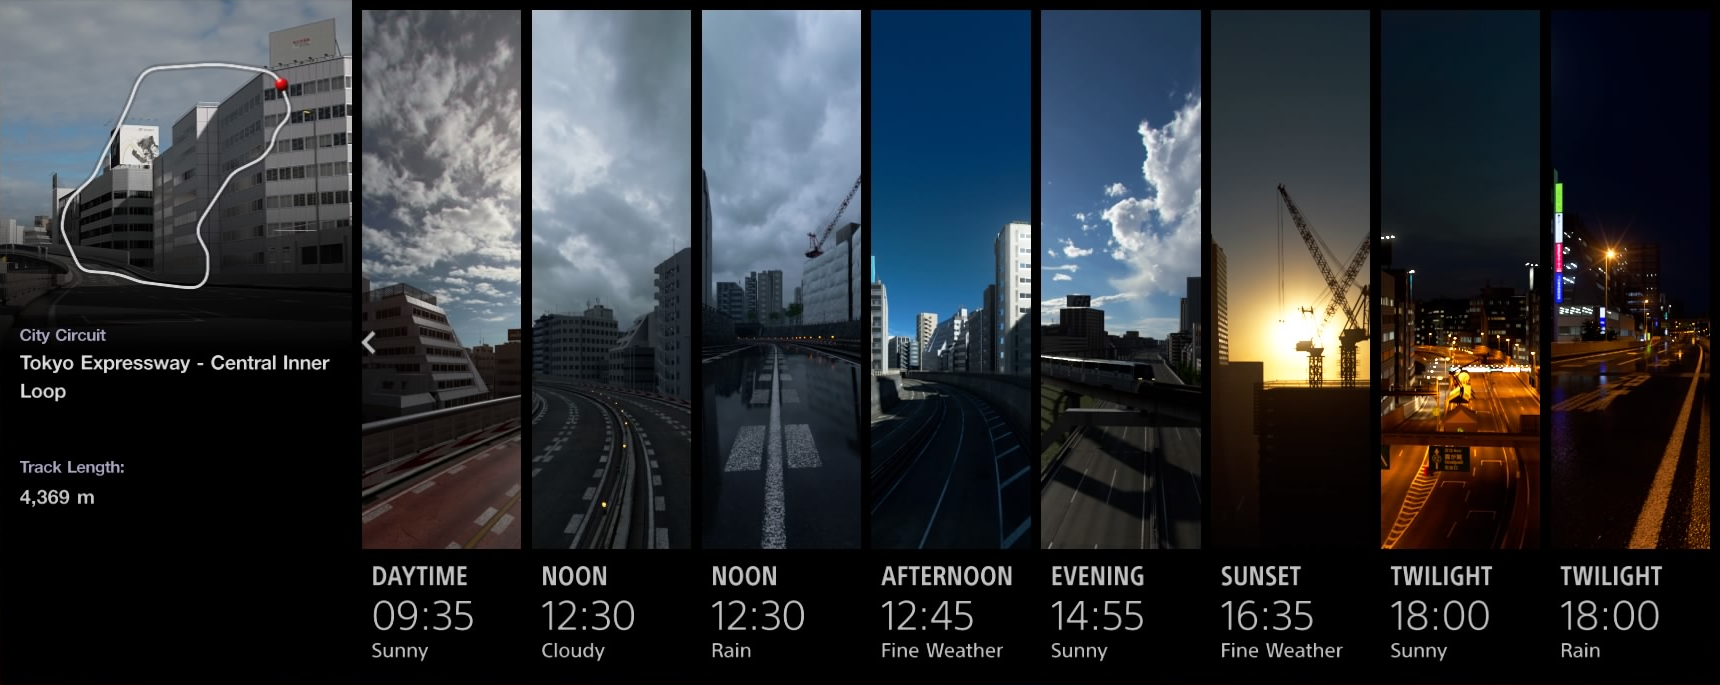 City Circuit
Tokyo Expressway - Central Inner
Loop
Track Length:
4,369 m
DAYTIME
09:35
Sunny
NOON
12:30
Cloudy
NOON
12:30
Rain
AFTERNOON
12:45
Fine Weather
EVENING
14:55
Sunny
SUNSET
16:35
Fine Weather
TWILIGHT
18:00
Sunny
TWILIGHT
18:00
Rain